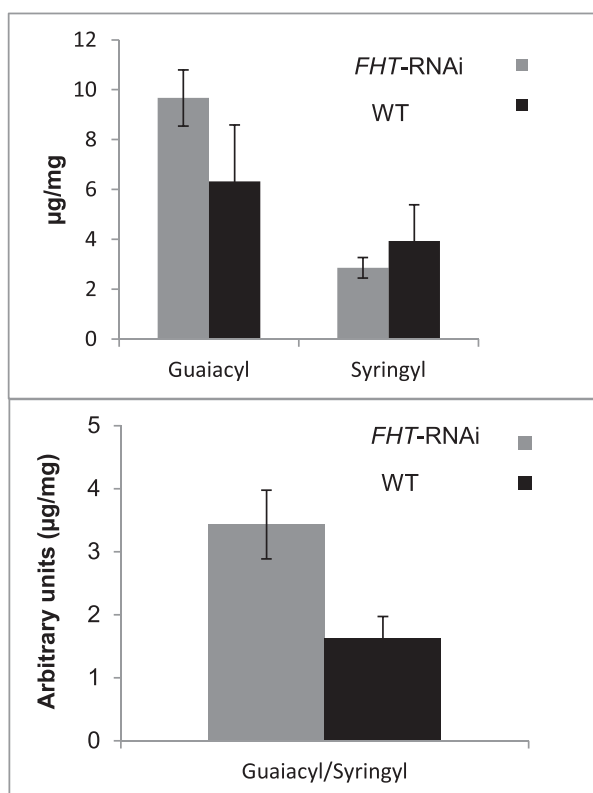 12
10
8
6
4
2
0
µg/mg
FHT-RNAi
WT
Guaiacyl
Syringyl
5
4
3
2
1
0
Arbitrary units (µg/mg)
FHT-RNAi
WT
Guaiacyl/Syringyl